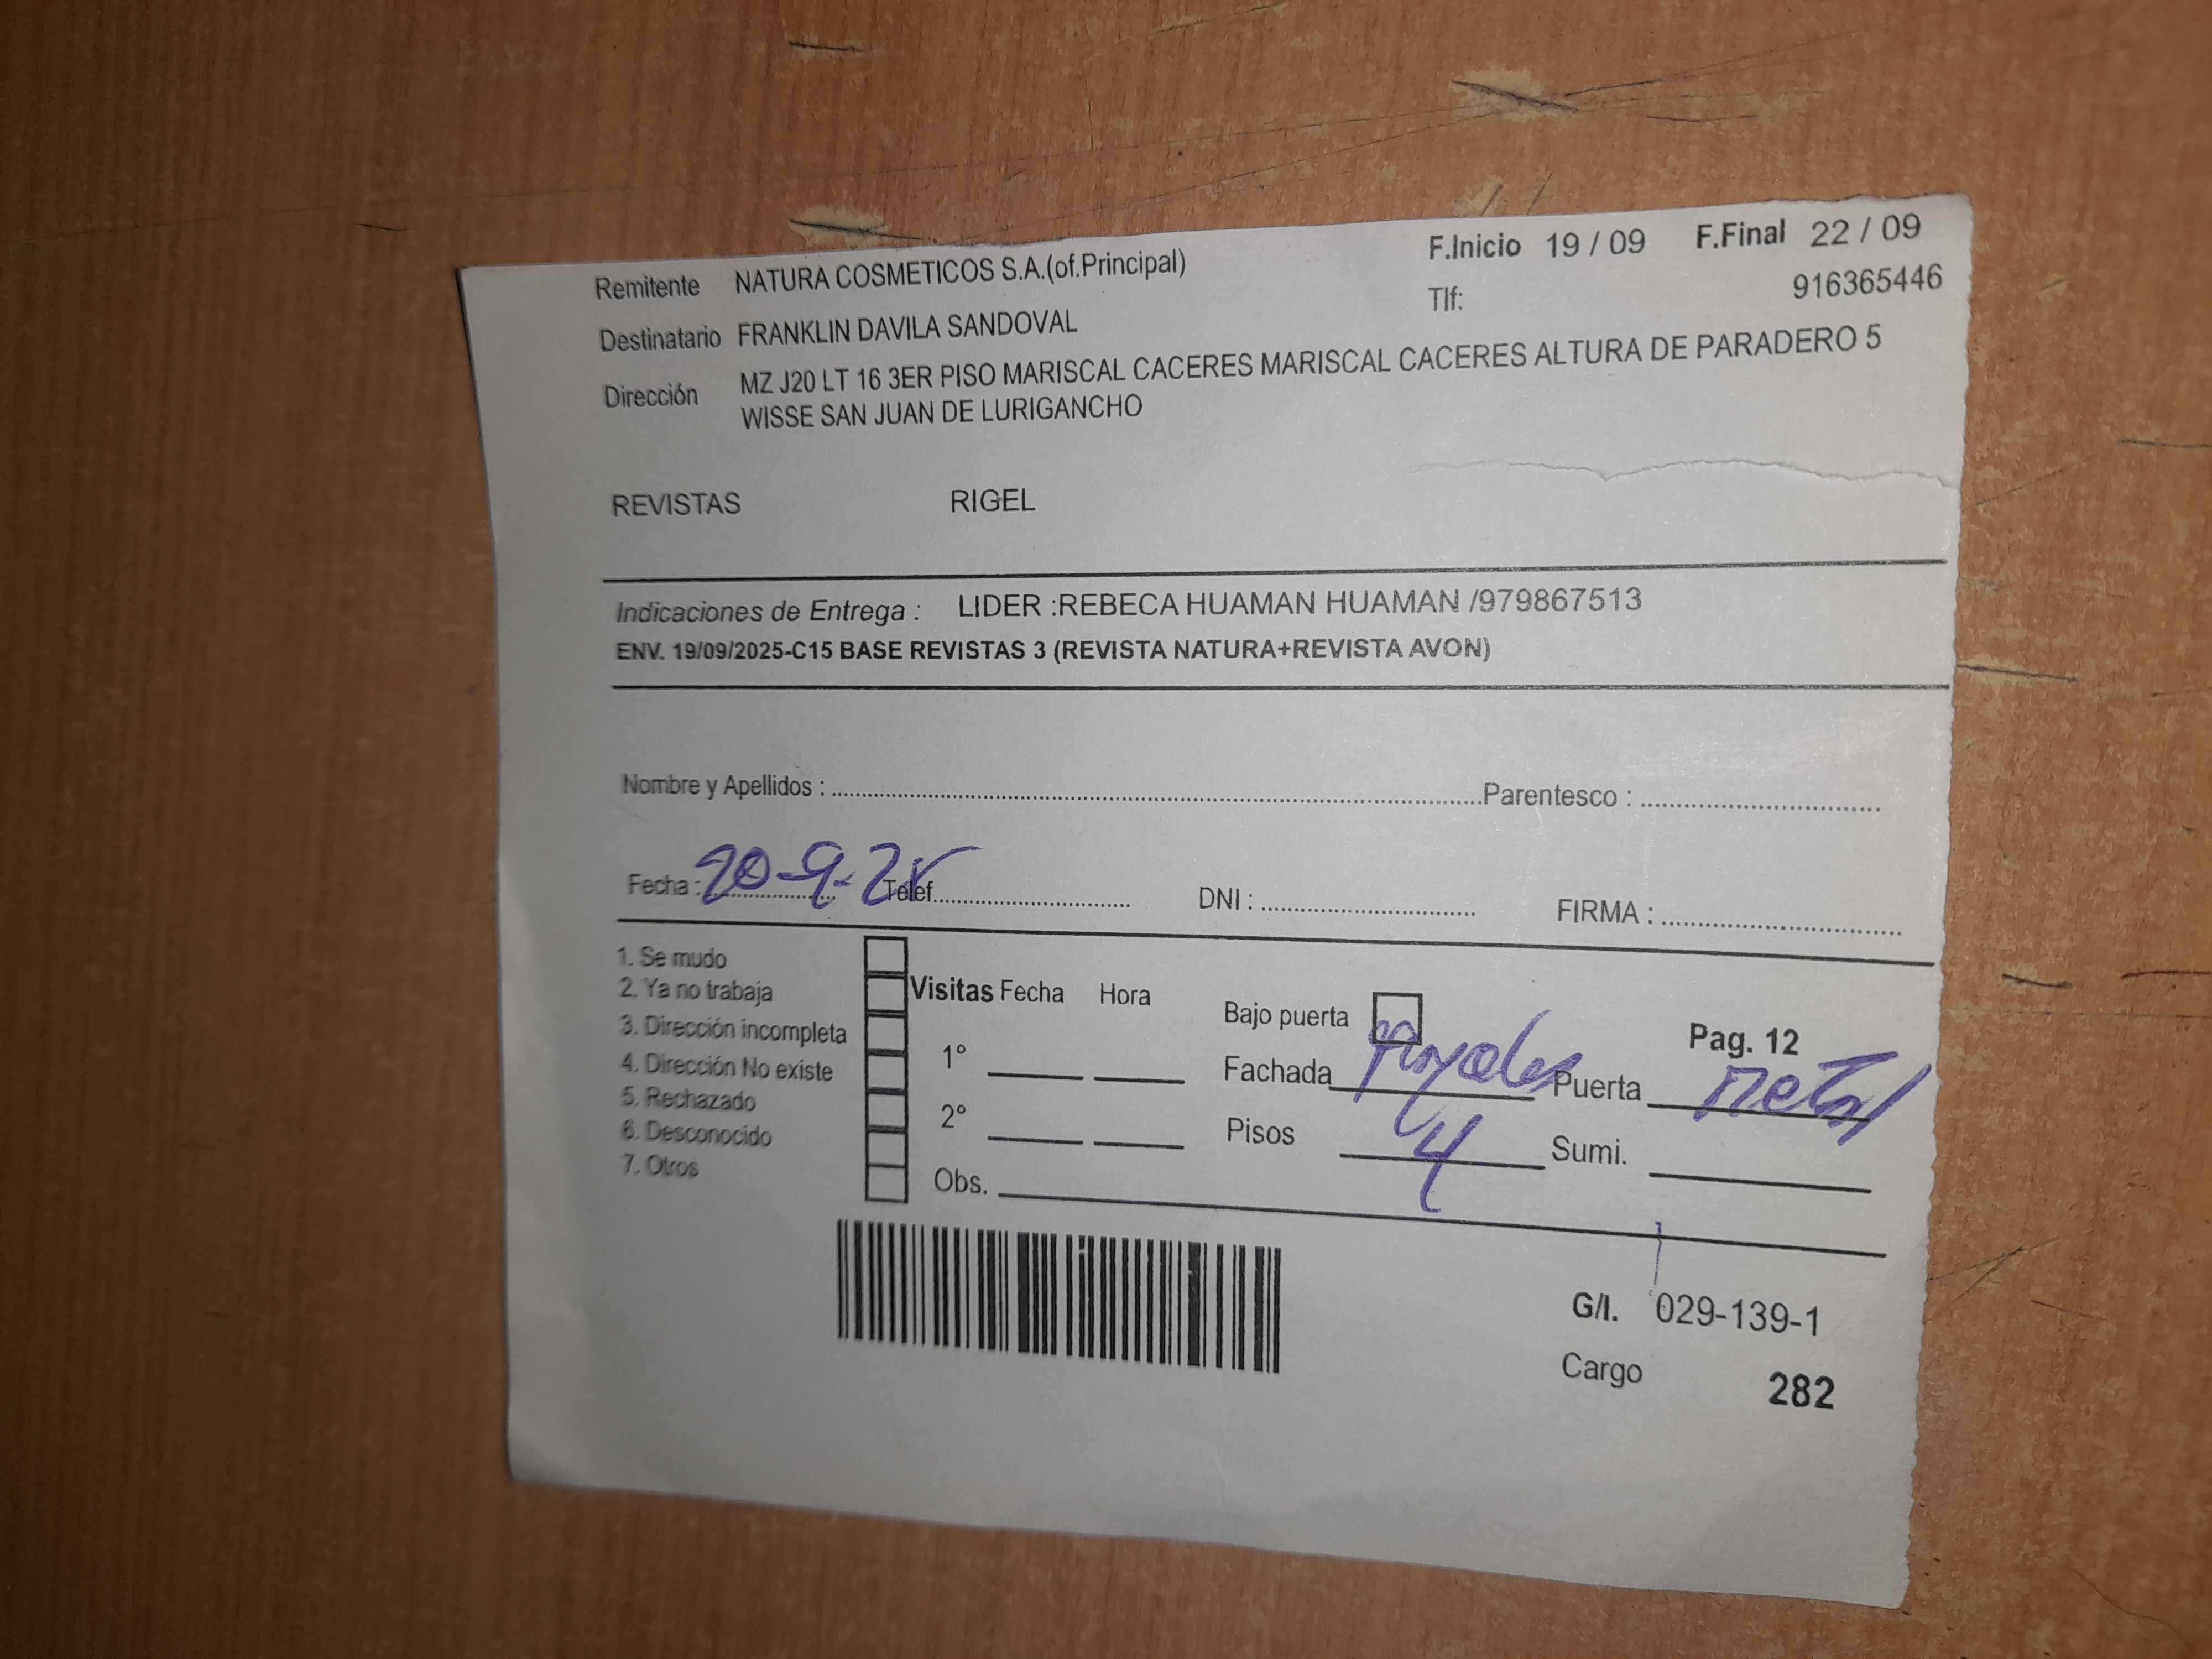 Remitente NATURA COSMETICOS S.A.(of.Principal) F.Inicio 19 / 09 F.Final 22 / 09
Tlf: 916365446
Destinatario FRANKLIN DAVILA SANDOVAL
Dirección MZ J20 LT 16 3ER PISO MARISCAL CACERES MARISCAL CACERES ALTURA DE PARADERO 5
WISSE SAN JUAN DE LURIGANCHO
REVISTAS RIGEL
Indicaciones de Entrega : LIDER :REBECA HUAMAN HUAMAN /979867513
ENV. 19/09/2025-C15 BASE REVISTAS 3 (REVISTA NATURA+REVISTA AVON)
Nombre y Apellidos : Parentesco :
Fecha : 20-9-25 Telef. DNI : FIRMA :
1. Se mudo
2. Ya no trabaja
3. Dirección incompleta
4. Dirección No existe
5. Rechazado
6. Desconocido
7. Otros
Visitas Fecha Hora
1°
2°
Obs.
Bajo puerta Pag. 12
Fachada Puerta metal
Pisos 4 Sumi.
G/I. 029-139-1
Cargo 282